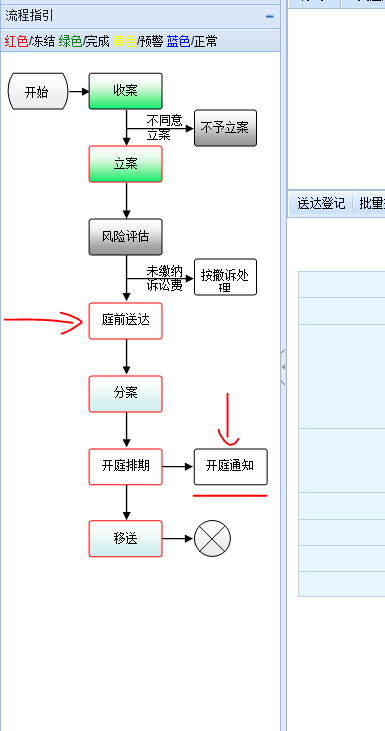 流程指引
红色/冻结 绿色/完成 黄色/预警 蓝色/正常
开始
收案
不同意
立案
不予立案
立案
风险评估
未缴纳
诉讼费
按撤诉处
理
庭前送达
分案
开庭排期
开庭通知
移送
送达登记